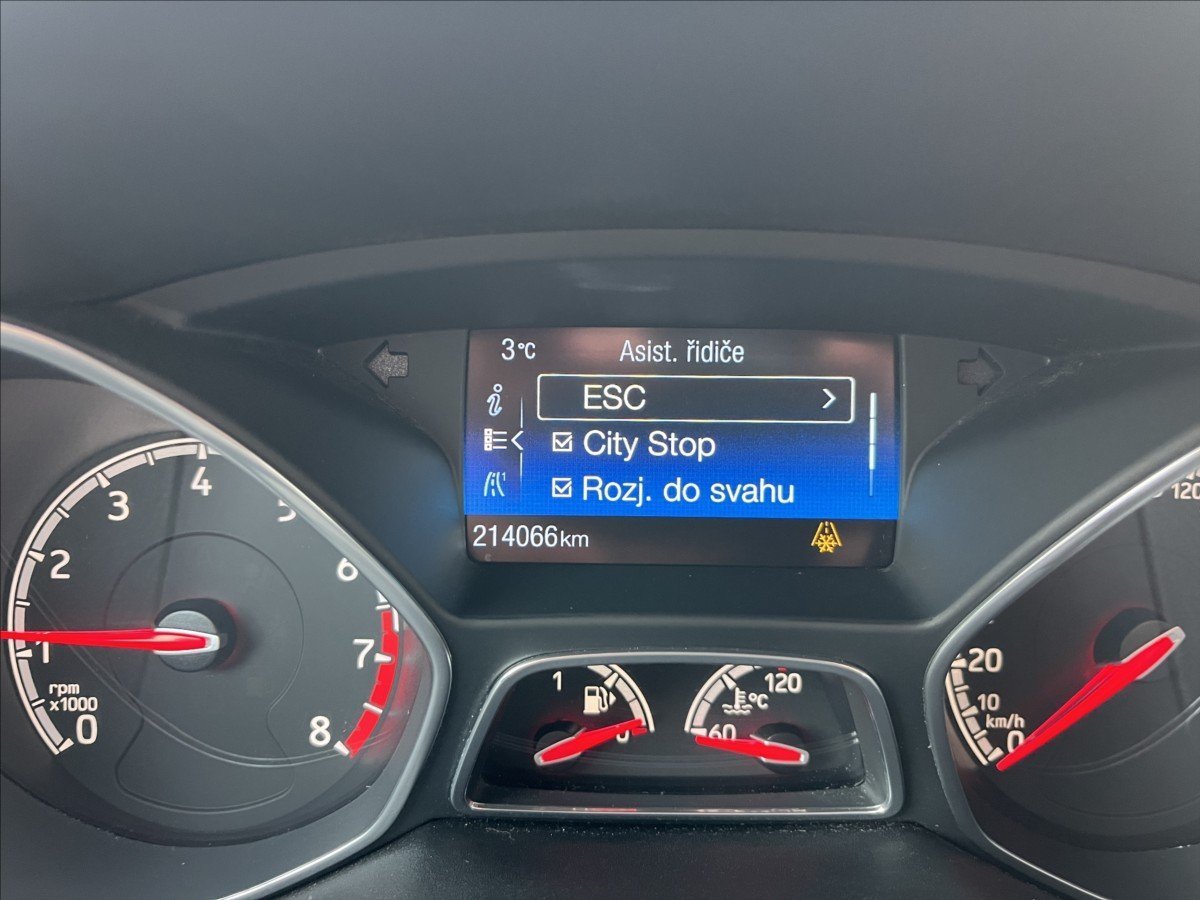 3°C Asist. řidiče
ESC
City Stop
Rozj. do svahu
214066km
0
1
2
3
4
5
6
7
8
rpm
x1000
1
0
60
120
°C
0
10
20
120
km/h